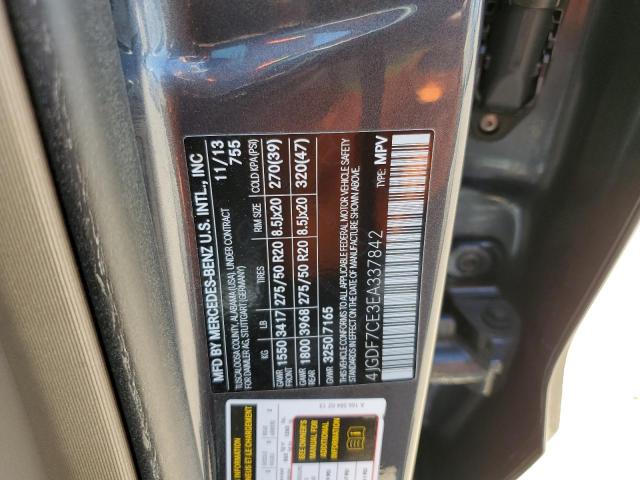 MFD BY MERCEDES-BENZ U.S. INTL., INC 11/13
TUSCALOOSA COUNTY, ALABAMA (USA) UNDER CONTRACT 755
FOR DAIMLER AG, STUTTGART (GERMANY)
KG LB TIRES RIM SIZE COLD KPA(PSI)
GAWR FRONT 1550 3417 275/50 R20 8.5Jx20 270(39)
GAWR REAR 1800 3968 275/50 R20 8.5Jx20 320(47)
GVWR 3250 7165
THIS VEHICLE CONFORMS TO ALL APPLICABLE FEDERAL MOTOR VEHICLE SAFETY
STANDARDS IN EFFECT ON THE DATE OF MANUFACTURE SHOWN ABOVE.
4JGDF7CE3EA337842 TYPE: MPV
SEE OWNER'S
MANUAL FOR
ADDITIONAL
INFORMATION